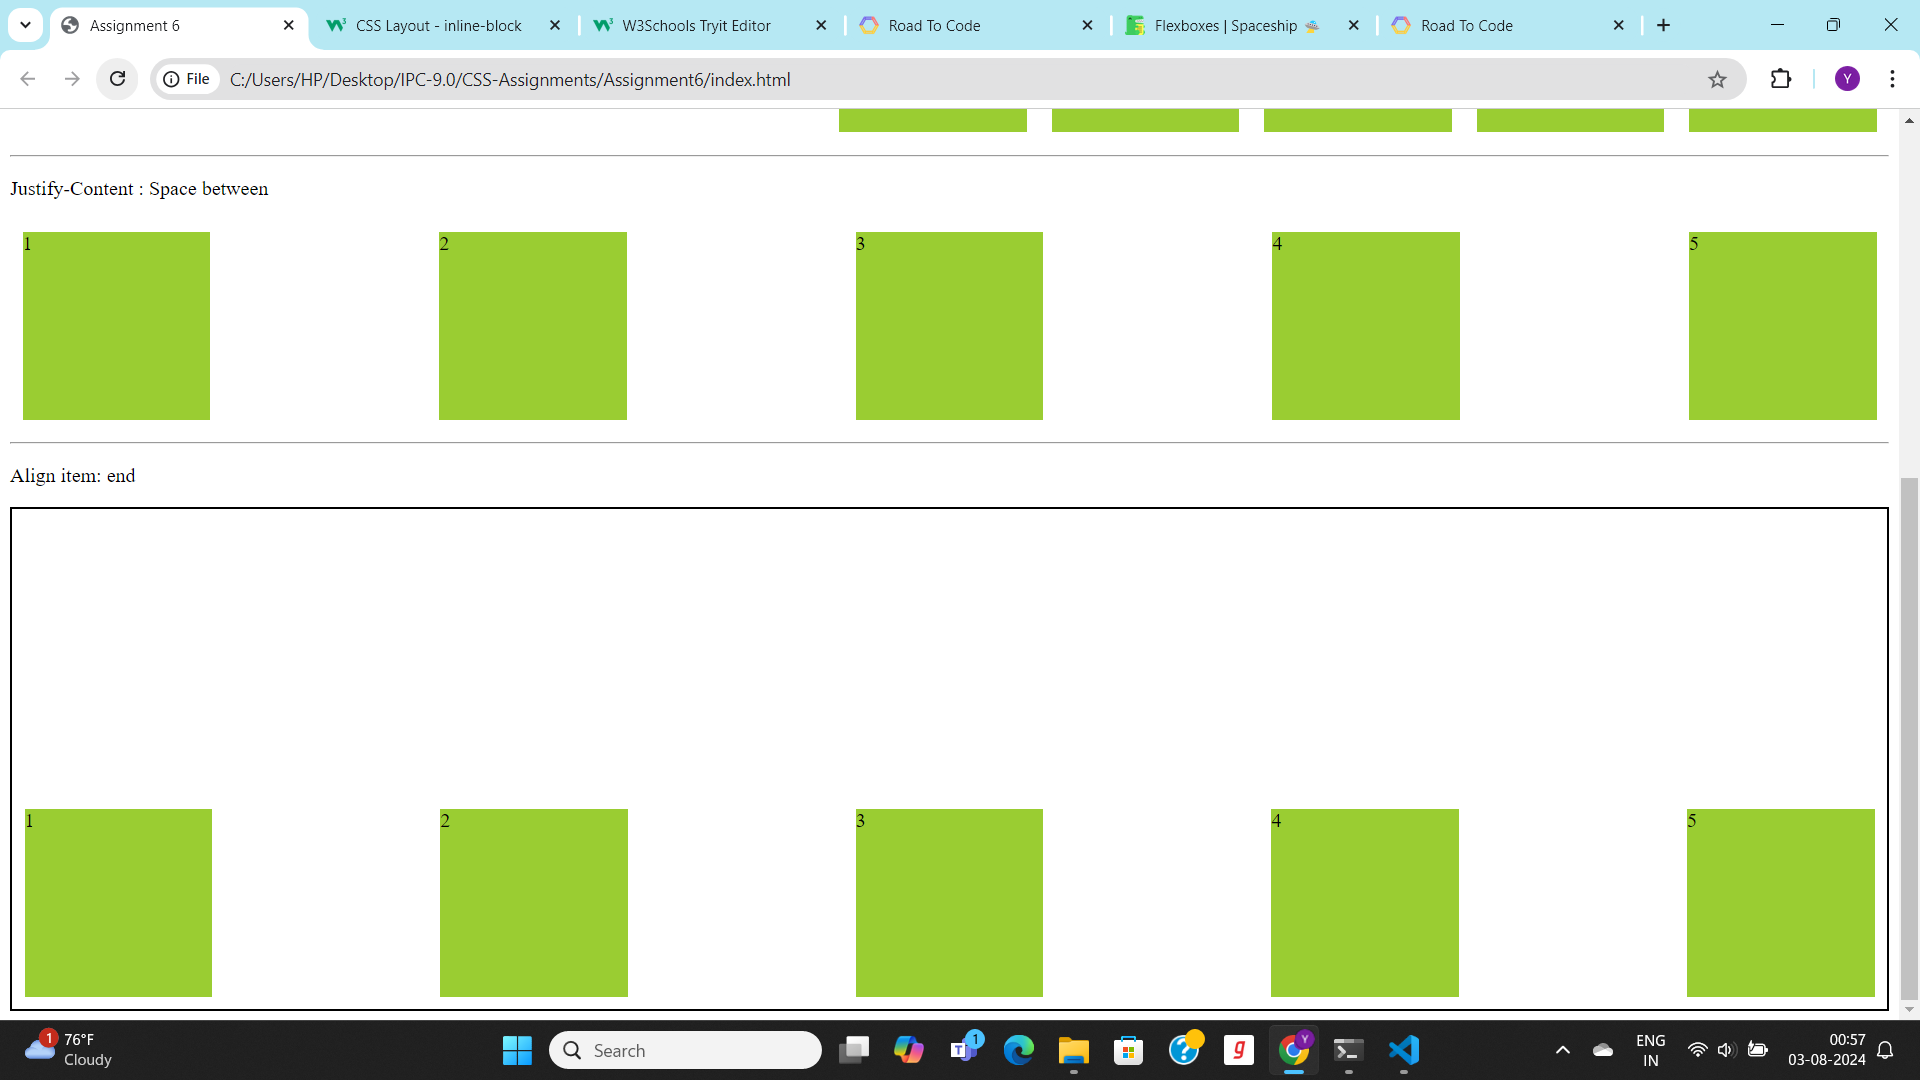 Assignment 6
CSS Layout - inline-block
W3Schools Tryit Editor
Road To Code
Flexboxes | Spaceship
Road To Code
File
C:/Users/HP/Desktop/IPC-9.0/CSS-Assignments/Assignment6/index.html
Y
Justify-Content : Space between
1 2 3 4 5
Align item: end
1 2 3 4 5
1
76°F
Cloudy
Search
1
T
?
g
Y
ENG
IN
00:57
03-08-2024